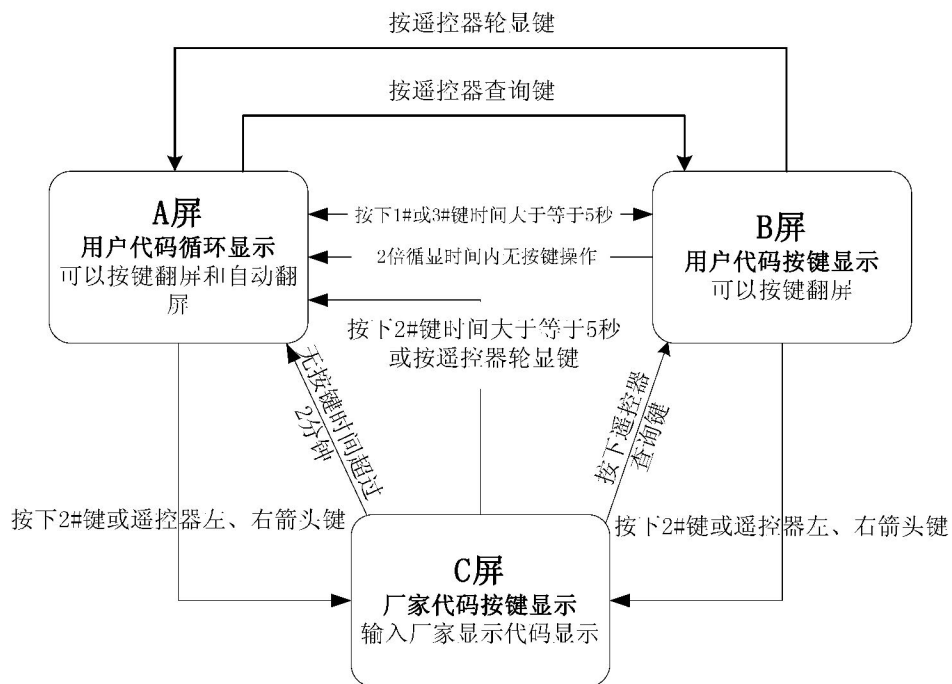 按遥控器轮显键
按遥控器查询键
A屏
用户代码循环显示
可以按键翻屏和自动翻
屏
按下1#或3#键时间大于等于5秒
2倍循显时间内无按键操作
B屏
用户代码按键显示
可以按键翻屏
按下2#键时间大于等于5秒
或按遥控器轮显键
无按键时间超过
2分钟
按下遥控器
查询键
按下2#键或遥控器左、右箭头键
按下2#键或遥控器左、右箭头键
C屏
厂家代码按键显示
输入厂家显示代码显示